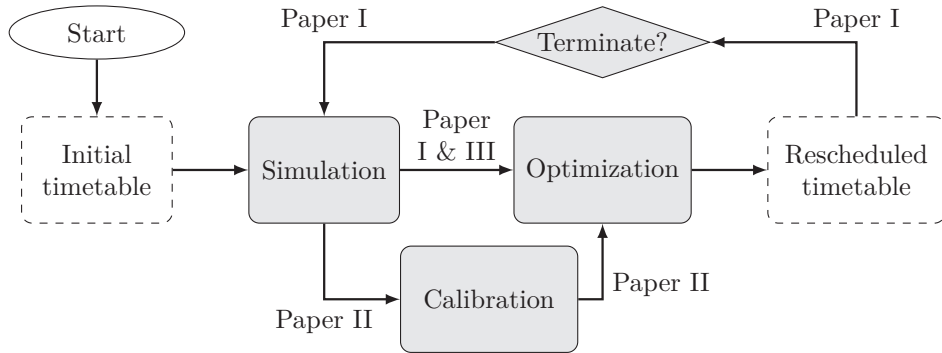 Paper I
Paper I
Start
Terminate?
Paper
I & III
Initial
timetable
Simulation
Optimization
Rescheduled
timetable
Paper II
Calibration
Paper II